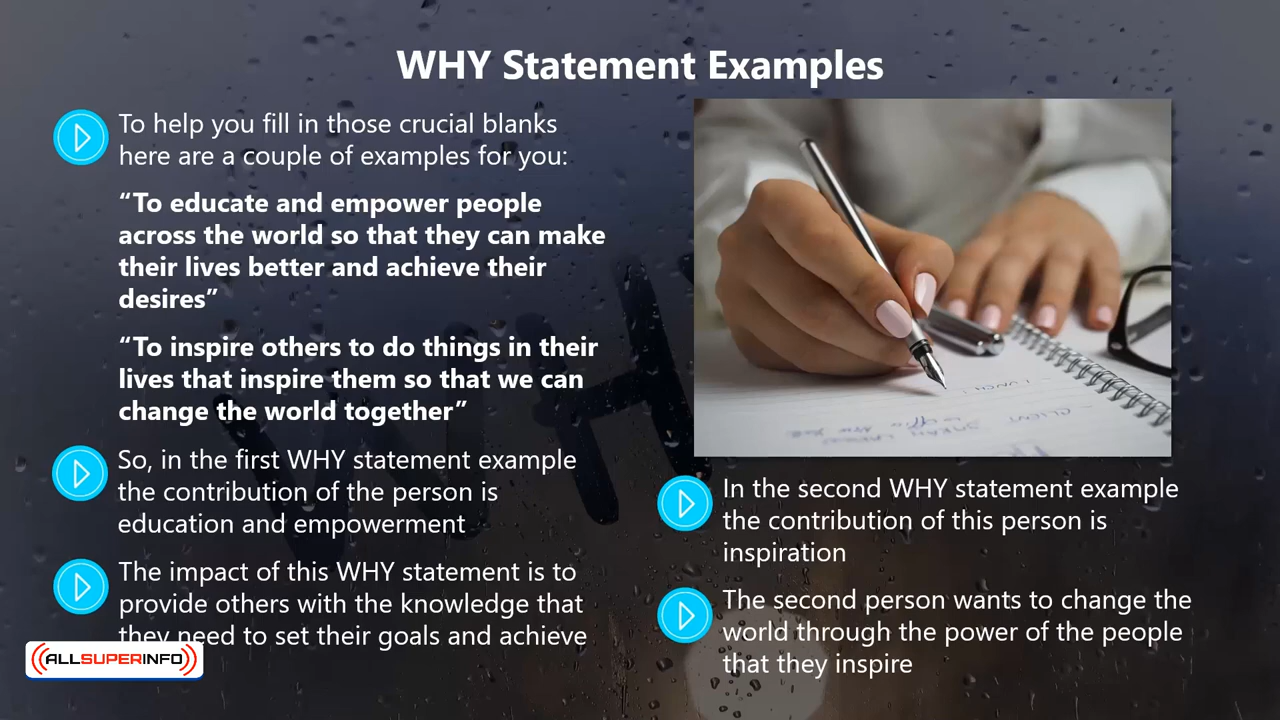 WHY Statement Examples
To help you fill in those crucial blanks
here are a couple of examples for you:
“To educate and empower people
across the world so that they can make
their lives better and achieve their
desires”
“To inspire others to do things in their
lives that inspire them so that we can
change the world together”
So, in the first WHY statement example
the contribution of the person is
education and empowerment
The impact of this WHY statement is to
provide others with the knowledge that
they need to set their goals and achieve
ALLSUPERINFO
LUNCH
CLIENT
In the second WHY statement example
the contribution of this person is
inspiration
The second person wants to change the
world through the power of the people
that they inspire